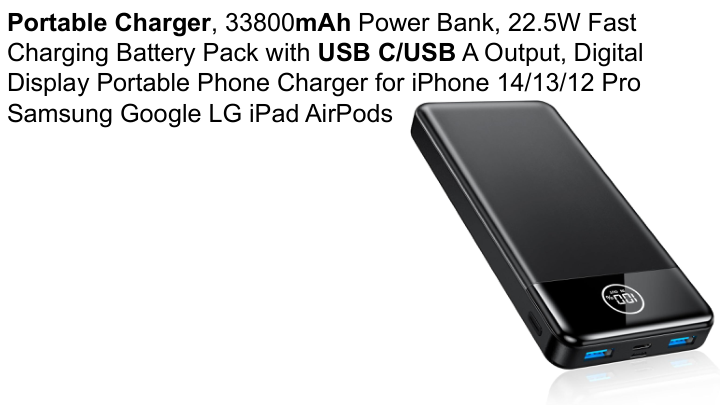 Portable Charger, 33800mAh Power Bank, 22.5W Fast
Charging Battery Pack with USB C/USB A Output, Digital
Display Portable Phone Charger for iPhone 14/13/12 Pro
Samsung Google LG iPad AirPods
100%